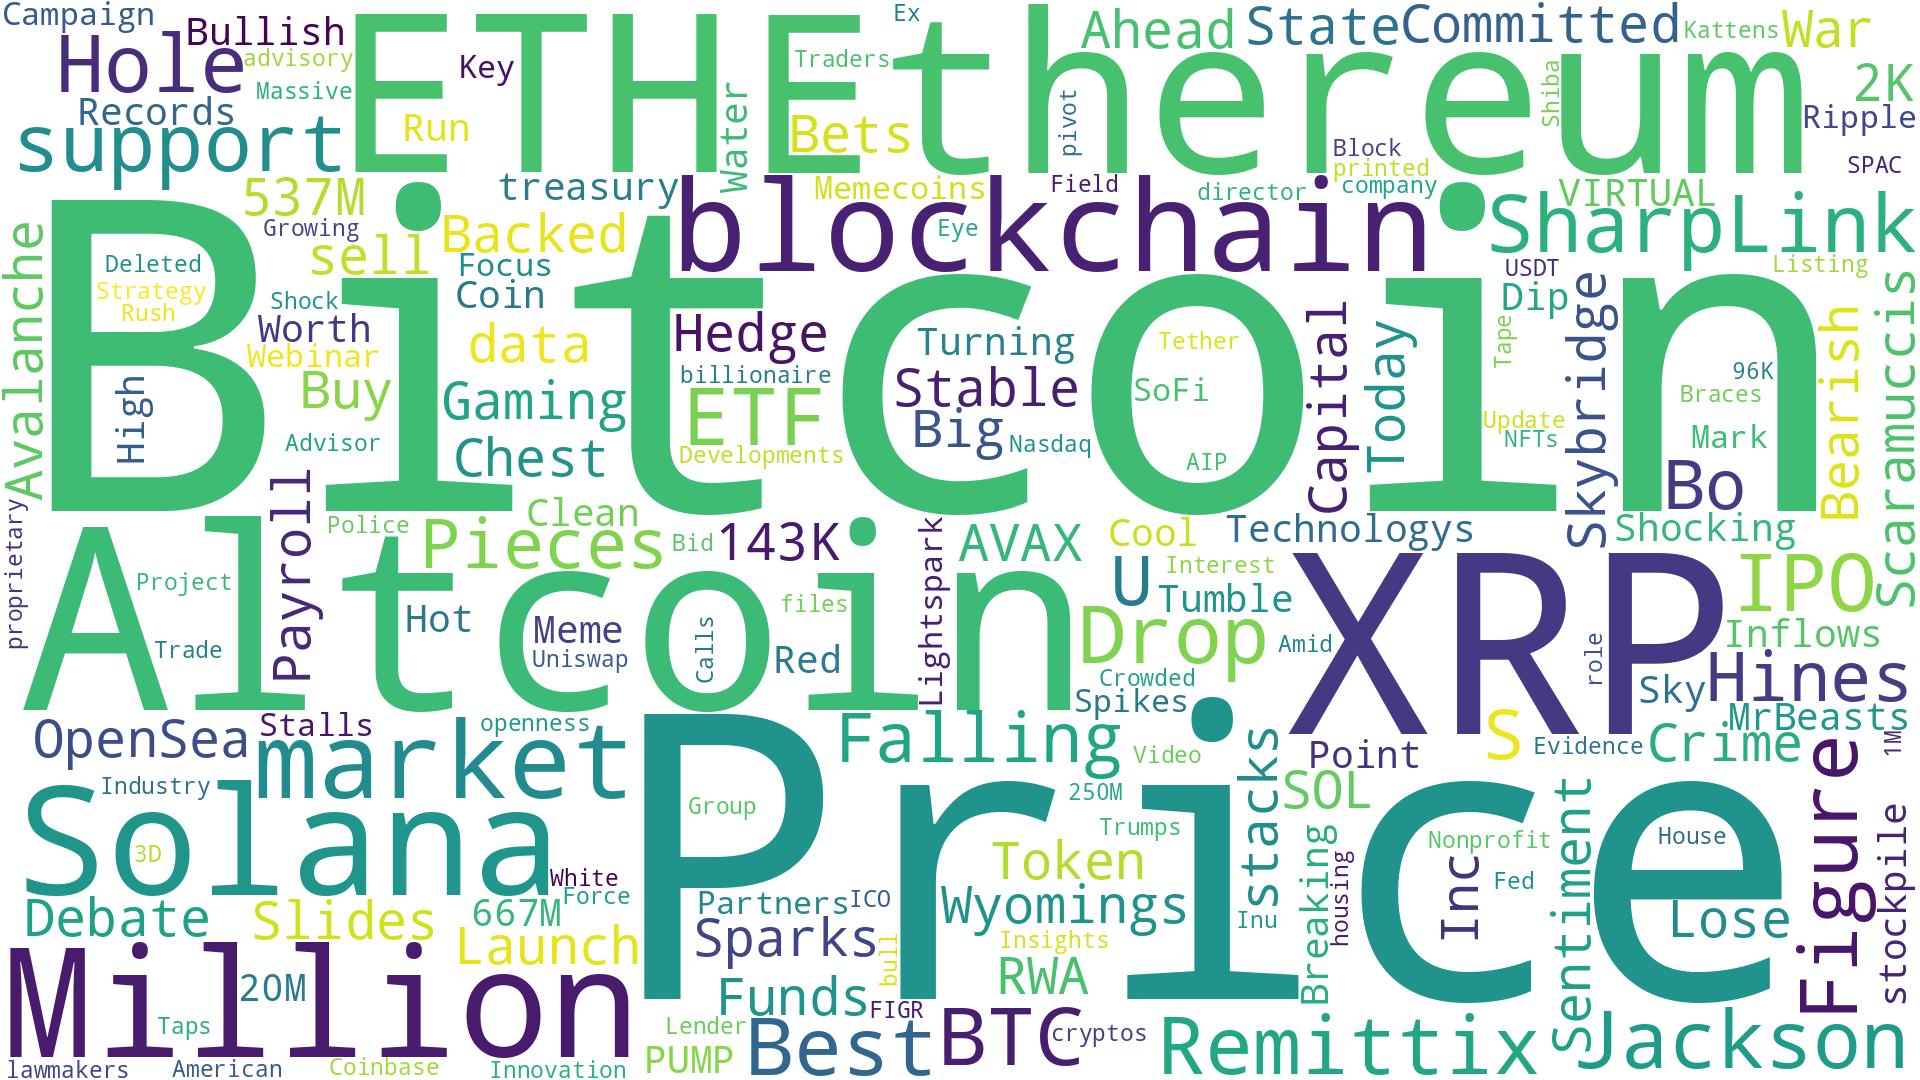 Campaign
Hole
Bullish
advisory
Records
Massive
support
ETH
Key
Run
Water
Ethereum
Ex
Traders
Bets
pivot
Ahead
State
Committed
Kattens
War
Shiba
2K
Ripple
Block
printed
SPAC
537M
treasury
Memecoins
Field
director
company
VIRTUAL
Growing
sell
Backed
blockchain
Eye
SharpLink
Avalanche
Bitcoin
Deleted
Strategy
Rush
Shock
Focus
Coin
Worth
Webinar
data
Hedge
Turning
Tether
USDT
Dip
Listing
Scaramuccis
Skybridge
Capital
Today
Tape
Bearish
High
Buy
billionaire
Stable
SoFi
96K
Braces
Gaming
ETF
Big
Nasdaq
Update
NFTs
Mark
Advisor
Chest
Developments
AIP
Bo
proprietary
Payroll
Police
Clean
Pieces
Bid
143K
Lightspark
AVAX
Cool
Technologys
Shocking
Altcoin
Project
Hot
Meme
files
U
Interest
Tumble
XRP
IPO
Trade
Uniswap
Calls
Red
Drop
Amid
role
Inflows
Crowded
Sky
Hines
Spikes
OpenSea
Stalls
openness
market
Price
Falling
Video
Point
S
Evidence
Crime
MrBeasts
1M
Industry
Solana
3D
Group
250M
Trumps
stacks
SOL
Sentiment
Nonprofit
House
Figure
stockpile
White
Force
Token
Breaking
housing
Inc
Fed
Debate
Slides
667M
Partners
ICO
Wyomings
Inu
Lose
Million
20M
Launch
Sparks
bull
Insights
RWA
Funds
FIGR
Taps
Lender
Best
BTC
cryptos
Remittix
Jackson
lawmakers
American
Coinbase
Innovation
PUMP